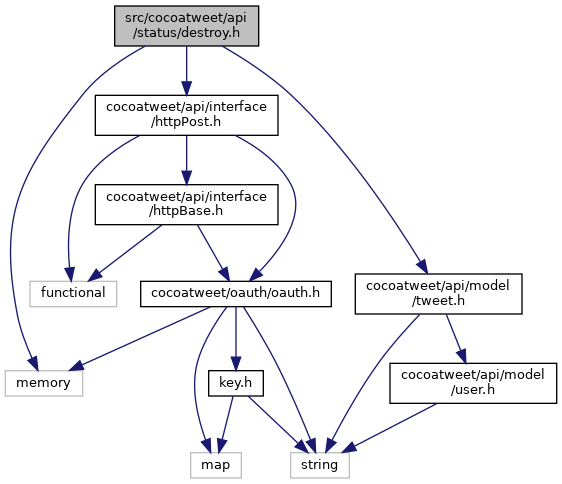 src/cocoatweet/api
/status/destroy.h
cocoatweet/api/interface
/httpPost.h
cocoatweet/api/interface
/httpBase.h
functional
cocoatweet/oauth/oauth.h
cocoatweet/api/model
/tweet.h
memory
key.h
cocoatweet/api/model
/user.h
map
string